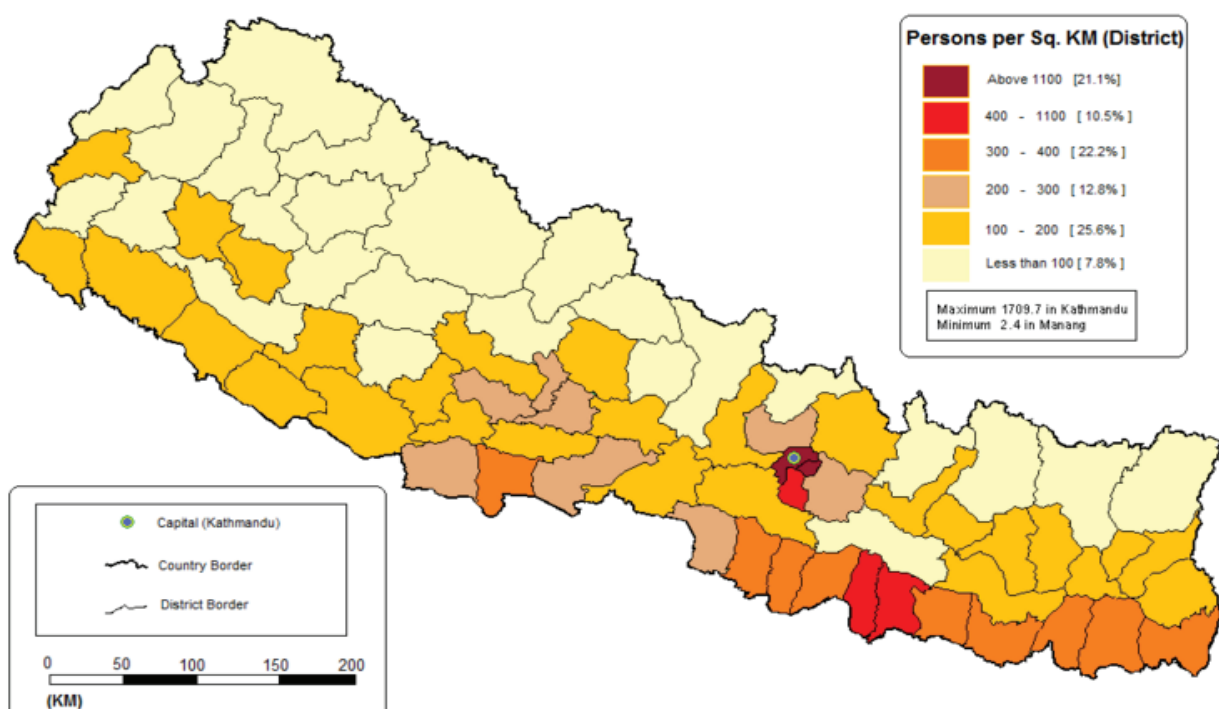 Persons per Sq. KM (District)
Above 1100 [21.1%]
400 - 1100 [ 10.5% ]
300 - 400 [ 22.2% ]
200 - 300 [ 12.8% ]
100 - 200 [ 25.6% ]
Less than 100 [ 7.8% ]
Maximum 1709.7 in Kathmandu
Minimum 2.4 in Manang
Capital (Kathmandu)
Country Border
District Border
0 50 100 150 200
(KM)